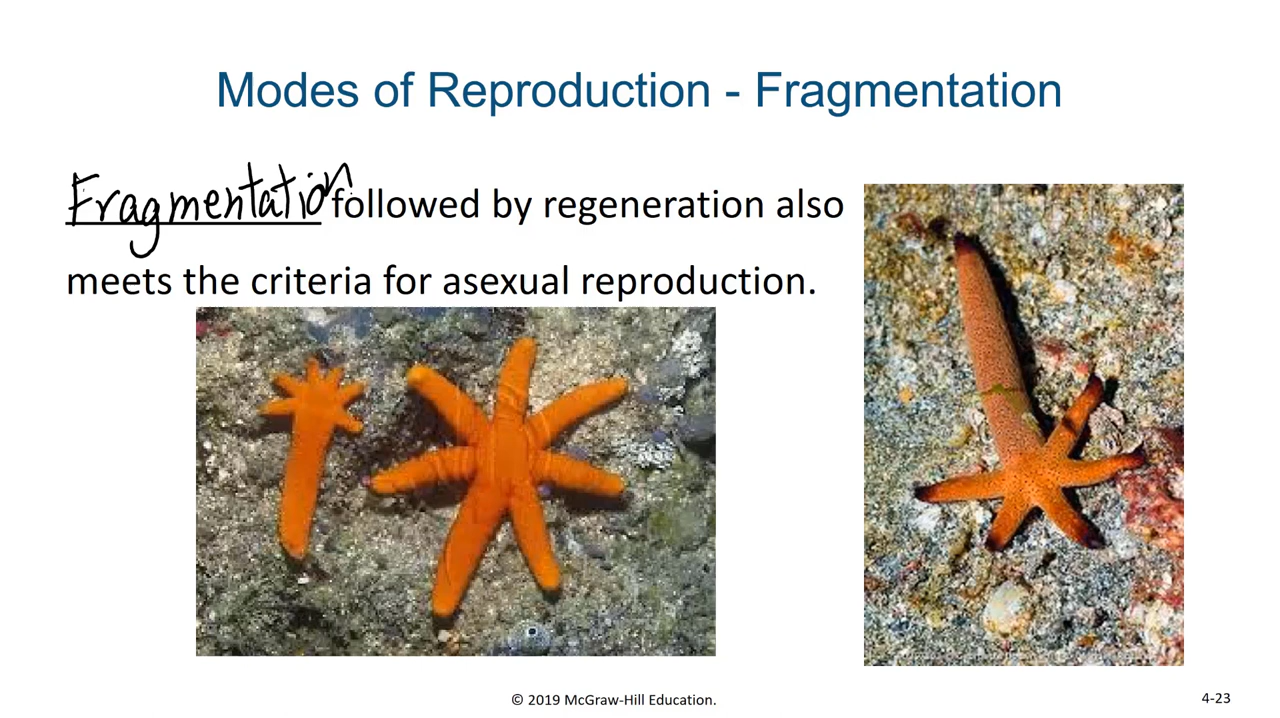 Modes of Reproduction - Fragmentation
Fragmentation followed by regeneration also
meets the criteria for asexual reproduction.
© 2019 McGraw-Hill Education.
4-23